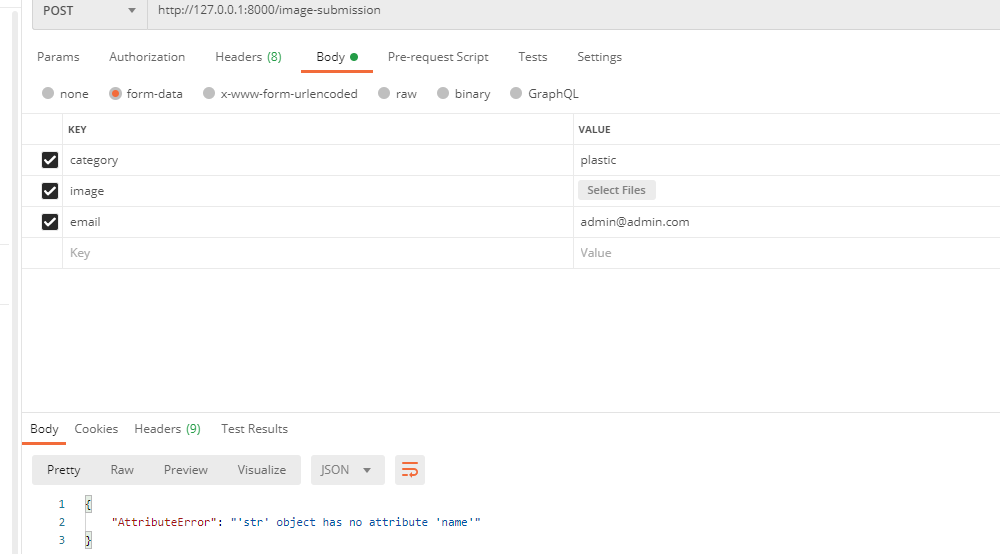 POST http://127.0.0.1:8000/image-submission
Params Authorization Headers (8) Body Pre-request Script Tests Settings
none form-data x-www-form-urlencoded raw binary GraphQL
KEY VALUE
category plastic
image Select Files
email admin@admin.com
Key Value
Body Cookies Headers (9) Test Results
Pretty Raw Preview Visualize JSON
1 {
2 "AttributeError": "'str' object has no attribute 'name'"
3 }